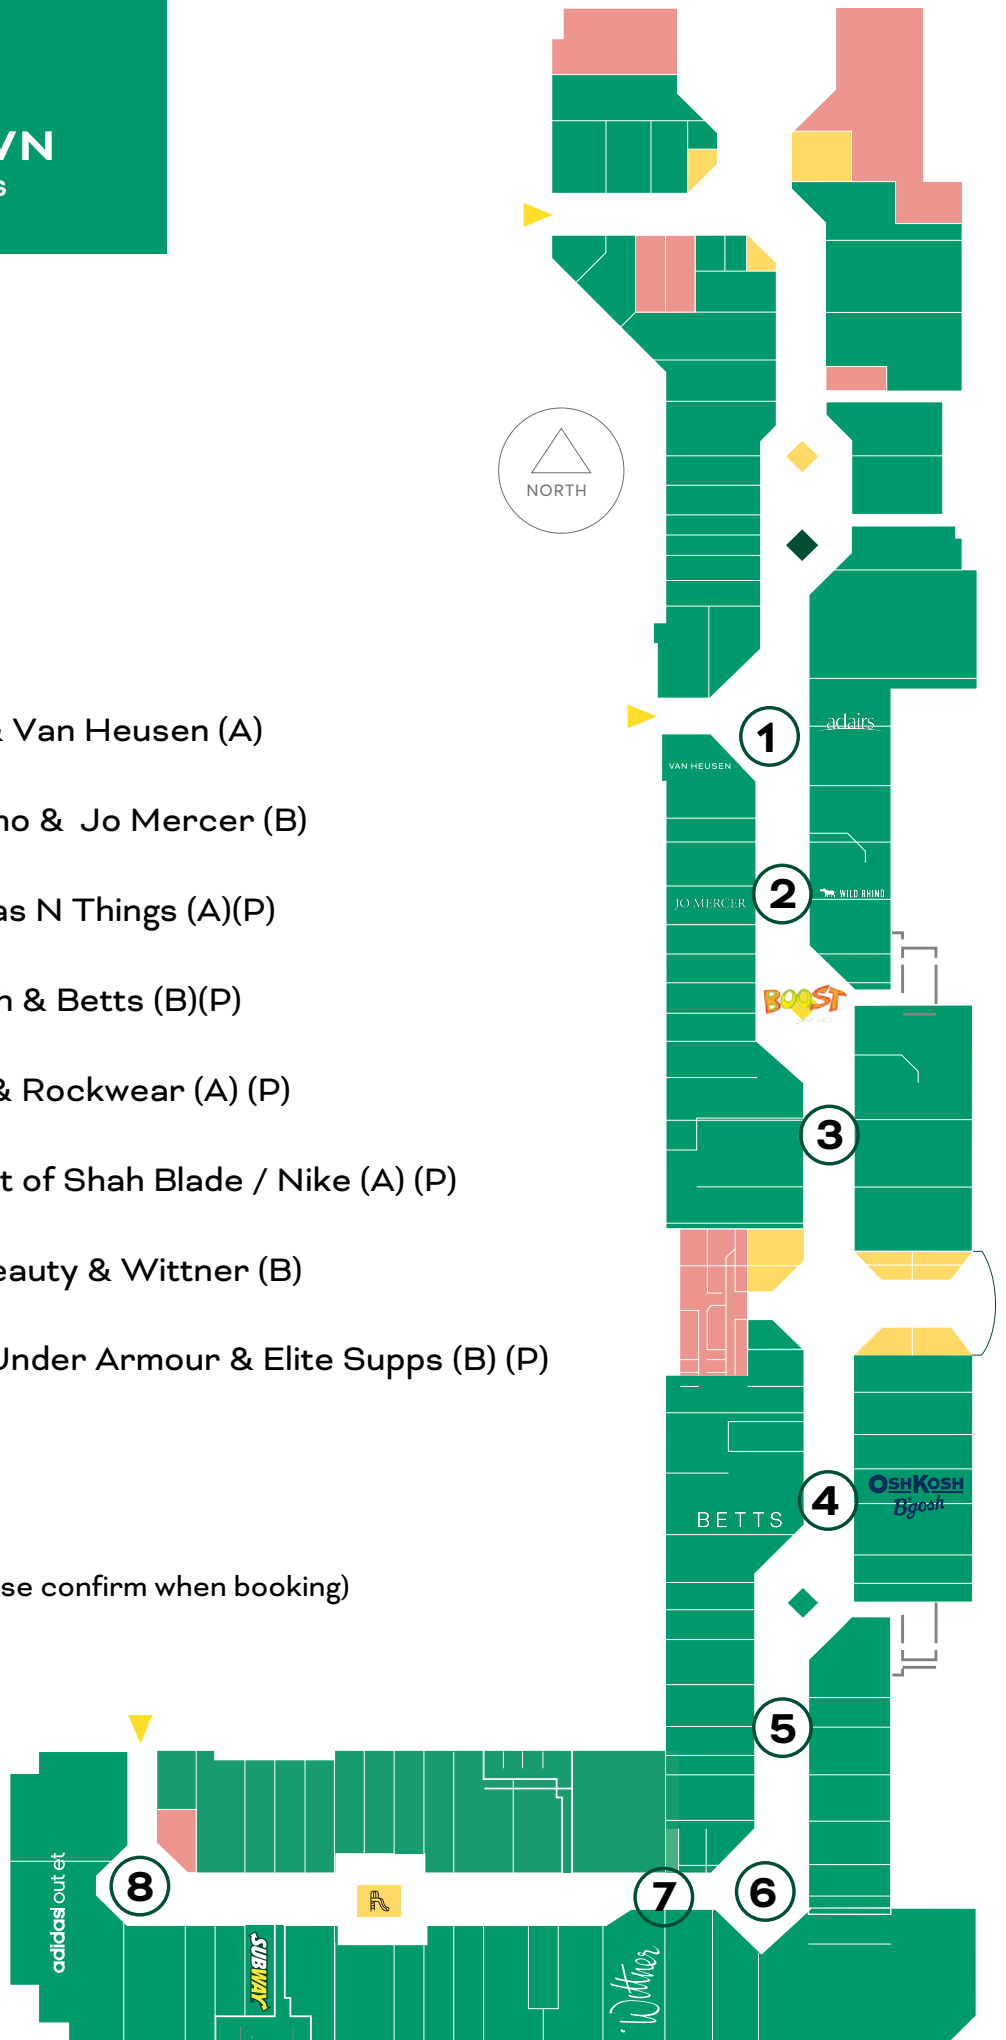 VN
S
NORTH
& Van Heusen (A)
no & Jo Mercer (B)
as N Things (A)(P)
n & Betts (B)(P)
& Rockwear (A) (P)
t of Shah Blade / Nike (A) (P)
eauty & Wittner (B)
Under Armour & Elite Supps (B) (P)
se confirm when booking)
1
adairs
VAN HEUSEN
2
WILD RHINO
JO MERCER
BOOST
3
4
OSHKOSH
B'gosh
BETTS
5
6
7
8
adidas out et
SUBWAY
Wittner